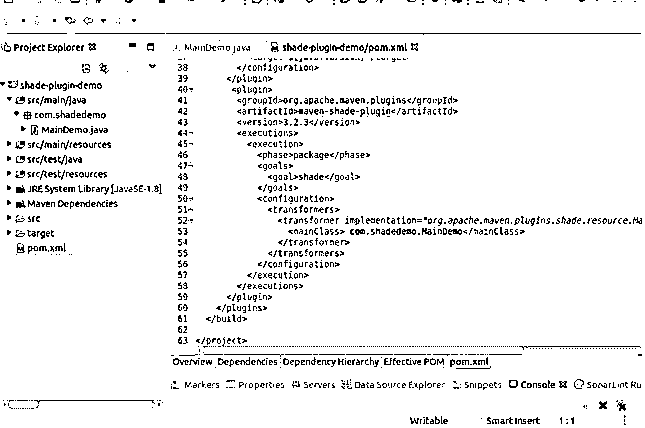 Project Explorer
shade-plugin-demo
src/main/java
com.shadedemo
MainDemo.java
src/main/resources
src/test/java
src/test/resources
JRE System Library [JavaSE-1.8]
Maven Dependencies
src
target
pom.xml
MainDemo.java shade-plugin-demo/pom.xml
38 </configuration>
39 </plugin>
40 <plugin>
41 <groupId>org.apache.maven.plugins</groupId>
42 <artifactId>maven-shade-plugin</artifactId>
43 <version>3.2.3</version>
44 <executions>
45 <execution>
46 <phase>package</phase>
47 <goals>
48 <goal>shade</goal>
49 </goals>
50 <configuration>
51 <transformers>
52 <transformer implementation="org.apache.maven.plugins.shade.resource.Ma
53 <mainClass> com.shadedemo.MainDemo</mainClass>
54 </transformer>
55 </transformers>
56 </configuration>
57 </execution>
58 </executions>
59 </plugin>
60 </plugins>
61 </build>
62
63 </project>
Overview Dependencies Dependency Hierarchy Effective POM pom.xml
Markers Properties Servers Data Source Explorer Snippets Console SonarLint Ru
Writable Smart Insert 1:1